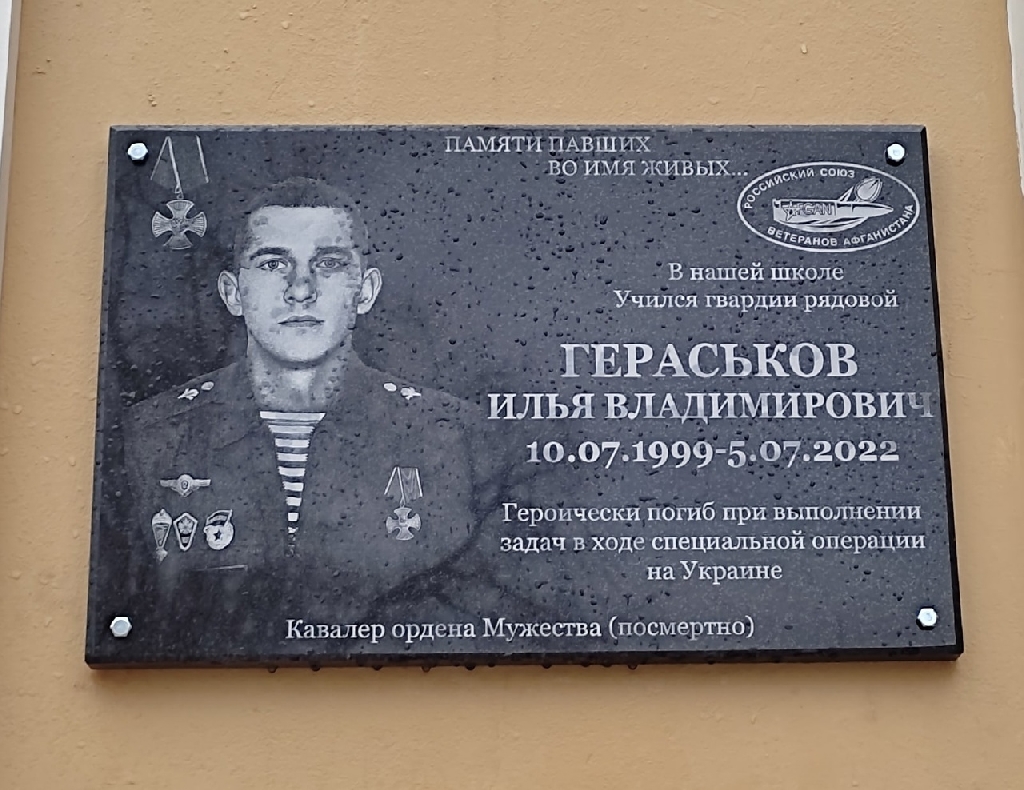 ПАМЯТИ ПАВШИХ
ВО ИМЯ ЖИВЫХ...
РОССИЙСКИЙ СОЮЗ
ВЕТЕРАНОВ АФГАНИСТАНА
В нашей школе
Учился гвардии рядовой
ГЕРАСЬКОВ
ИЛЬЯ ВЛАДИМИРОВИЧ
10.07.1999-5.07.2022
Героически погиб при выполнении
задач в ходе специальной операции
на Украине
Кавалер ордена Мужества (посмертно)